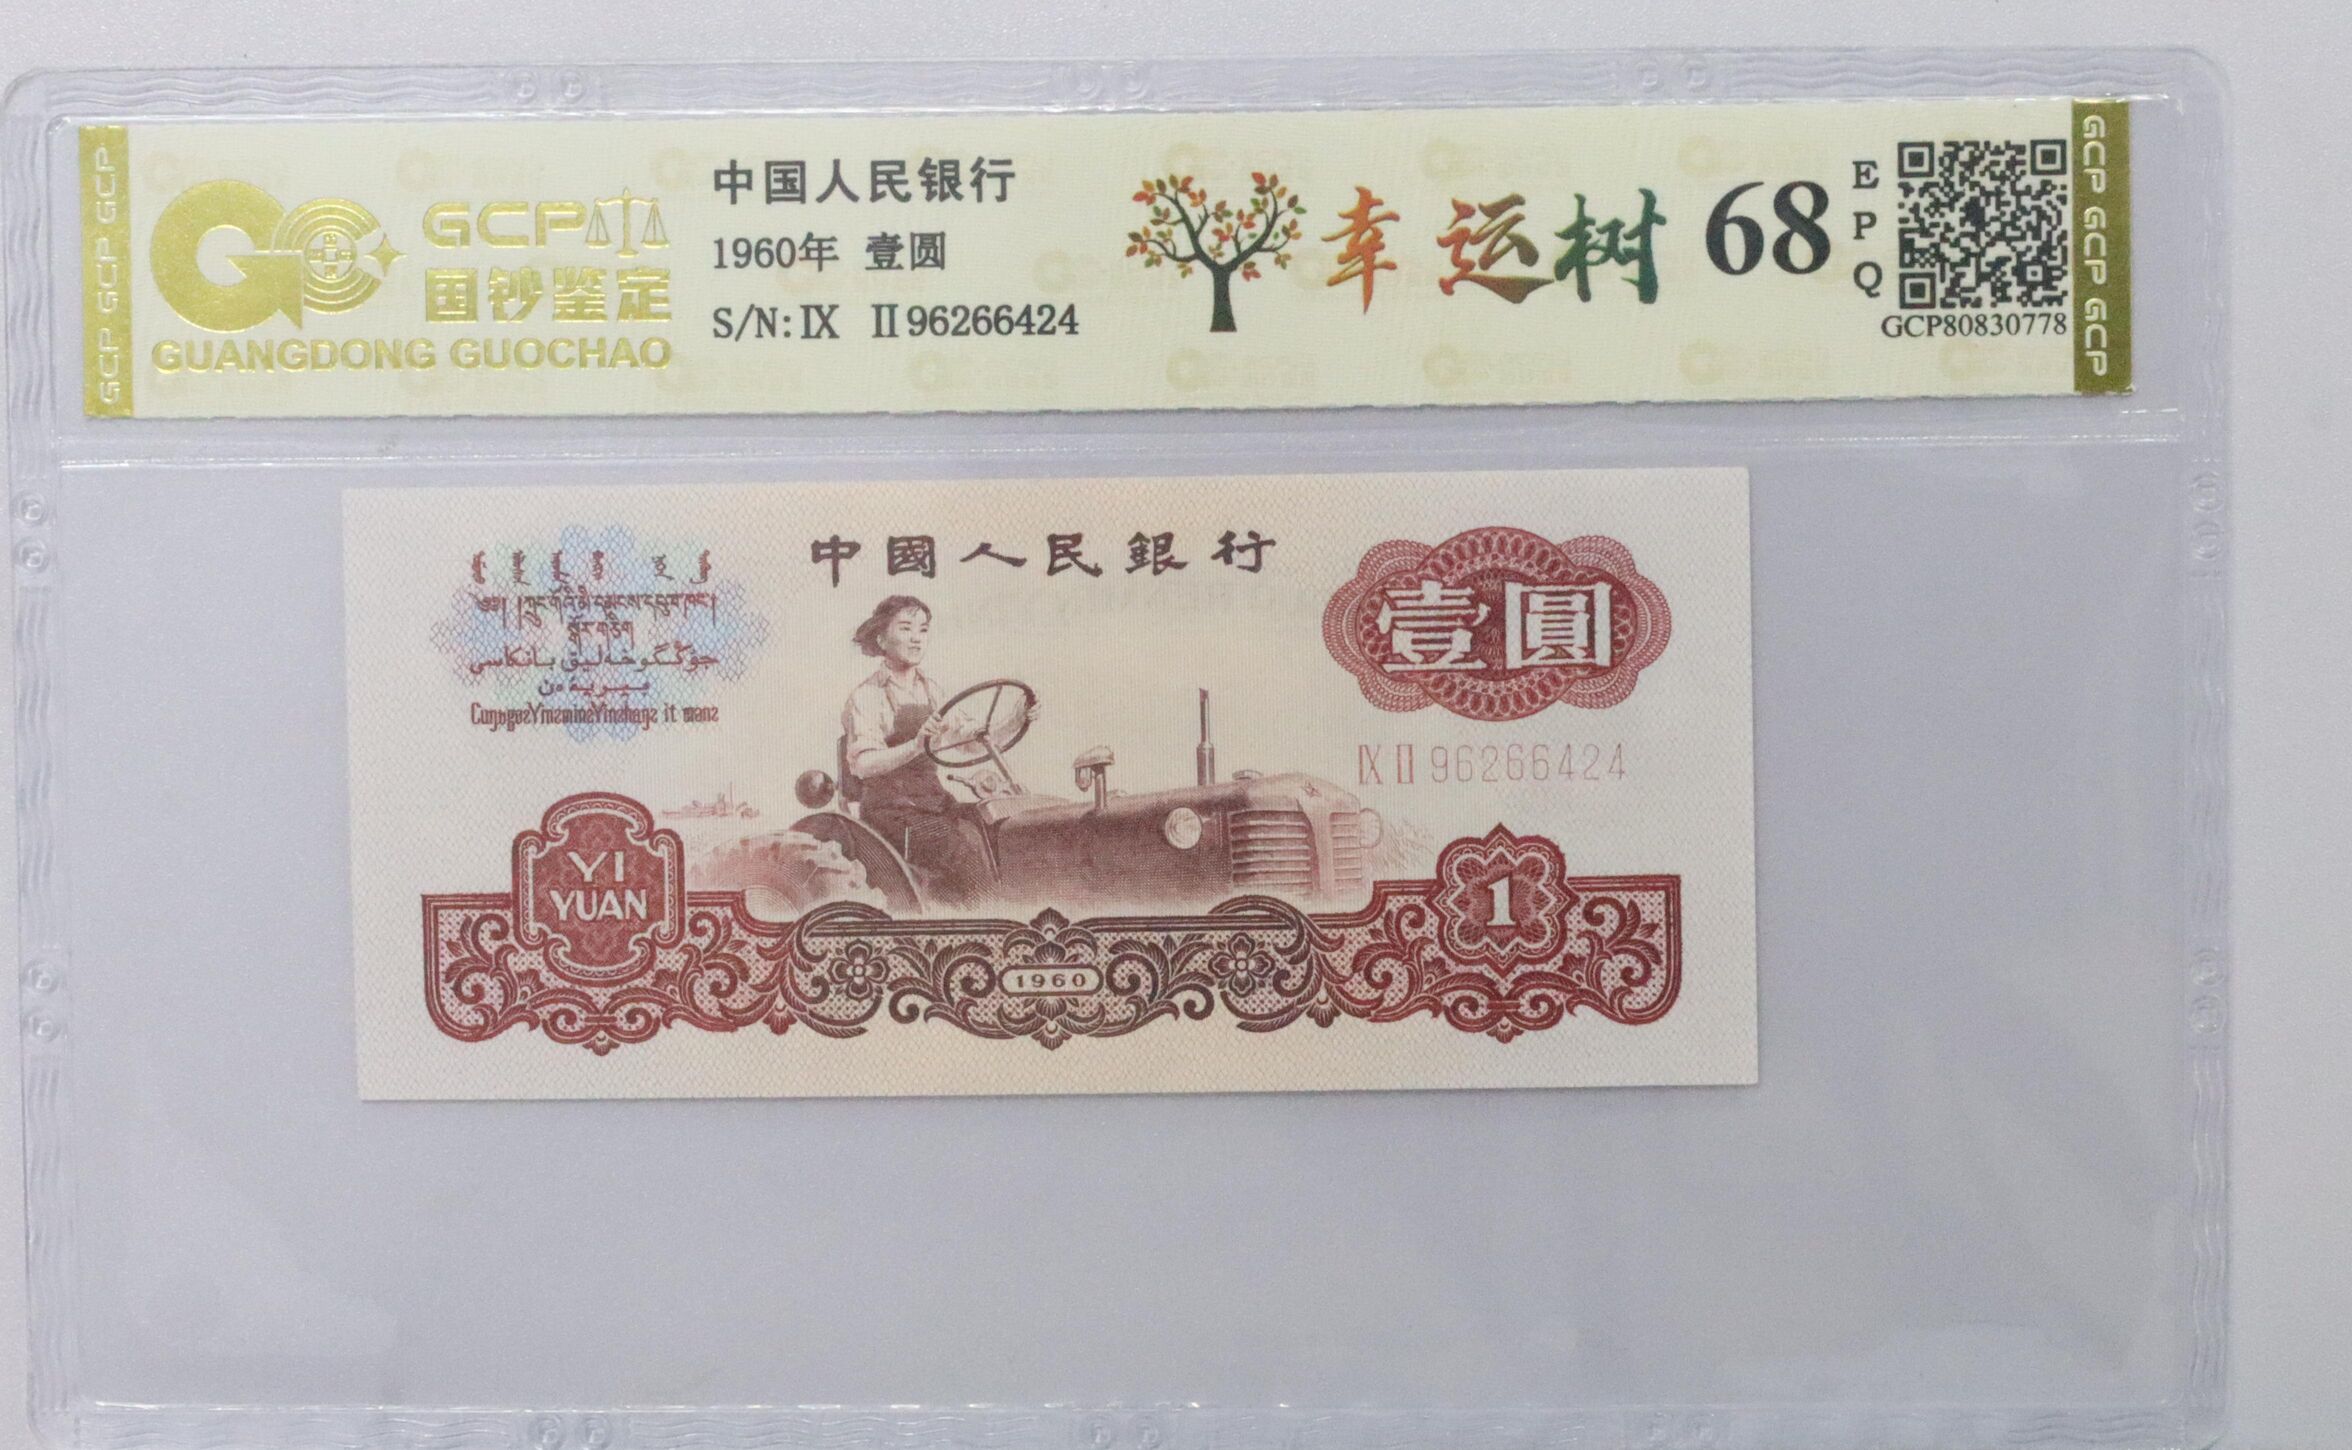 GCP GCP GCP
GCP
国钞鉴定
GUANGDONG GUOCHAO
中国人民银行
1960年 壹圆
S/N: IX II 96266424
幸运树
68
EPQ
GCP80830778
GCP GCP GCP
中國人民銀行
壹圓
IX II 96266424
YI
YUAN
1
1960